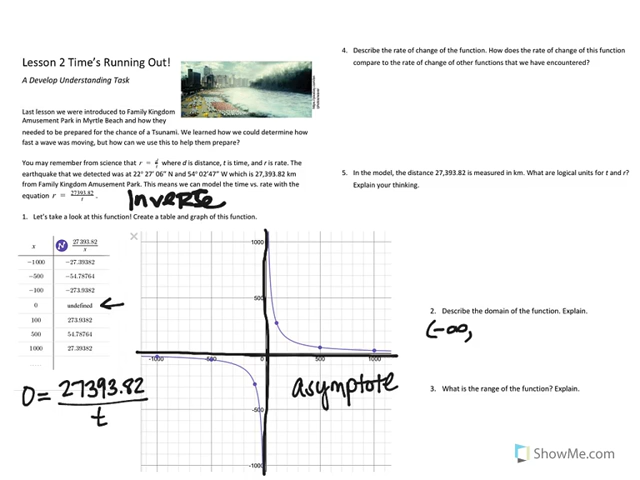 Lesson 2 Time's Running Out!
A Develop Understanding Task
Last lesson we were introduced to Family Kingdom
Amusement Park in Myrtle Beach and how they
needed to be prepared for the chance of a Tsunami. We learned how we could determine how
fast a wave was moving, but how can we use this to help them prepare?
You may remember from science that r = d/t where d is distance, t is time, and r is rate. The
earthquake that we detected was at 22° 27' 06" N and 54° 02'47" W which is 27,393.82 km
from Family Kingdom Amusement Park. This means we can model the time vs. rate with the
equation r = 27393.82/t .
Inverse
1. Let's take a look at this function! Create a table and graph of this function.
x 27393.82/x
−1000 −27.39382
−500 −54.78764
−100 −273.9382
0 undefined
100 273.9382
500 54.78764
1000 27.39382
0 = 27393.82/t
1000
500
-1000 -500 0 500 1000
-500
-1000
asymptote
4. Describe the rate of change of the function. How does the rate of change of this function
compare to the rate of change of other functions that we have encountered?
5. In the model, the distance 27,393.82 is measured in km. What are logical units for t and r?
Explain your thinking.
2. Describe the domain of the function. Explain.
(-∞,
3. What is the range of the function? Explain.
ShowMe.com